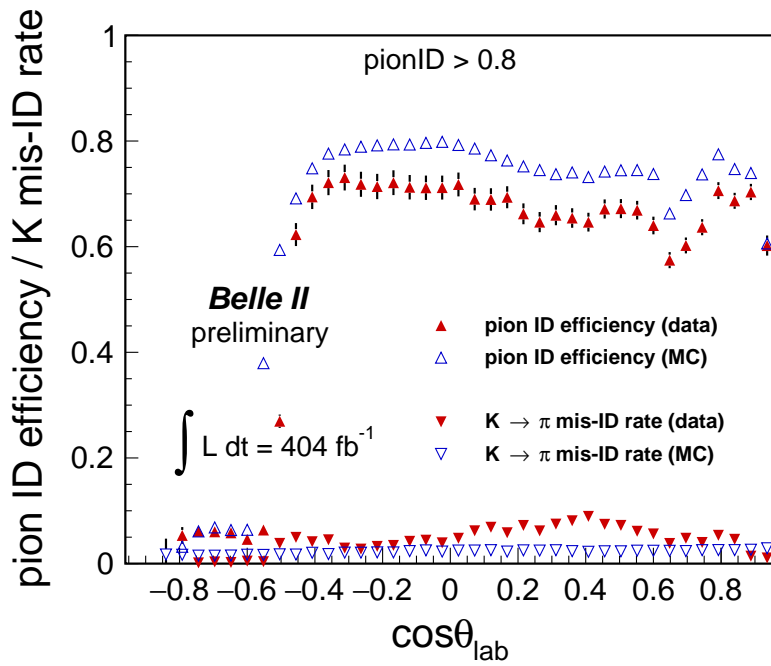 pion ID efficiency / K mis-ID rate
1
0.8
0.6
0.4
0.2
0
pionID > 0.8
Belle II
preliminary
∫ L dt = 404 fb⁻¹
pion ID efficiency (data)
pion ID efficiency (MC)
K → π mis-ID rate (data)
K → π mis-ID rate (MC)
−0.8 −0.6 −0.4 −0.2 0 0.2 0.4 0.6 0.8
cosθ_lab